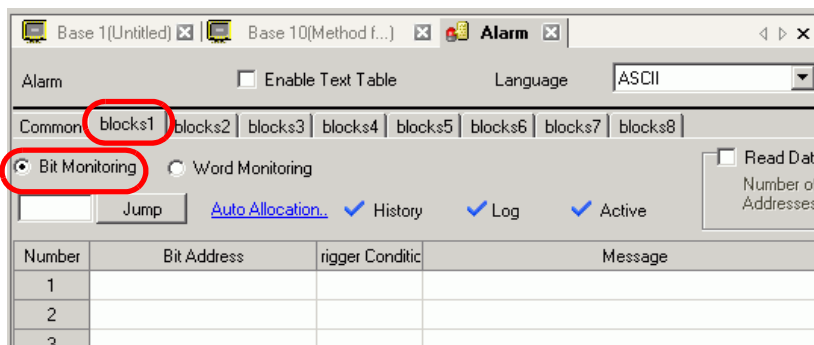 Base 1(Untitled) Base 10(Method f...) Alarm
Alarm Enable Text Table Language ASCII
Common blocks1 blocks2 blocks3 blocks4 blocks5 blocks6 blocks7 blocks8
Bit Monitoring Word Monitoring Read Dat
Number o
Jump Auto Allocation.. History Log Active Addresses
Number Bit Address rigger Conditic Message
1
2
3